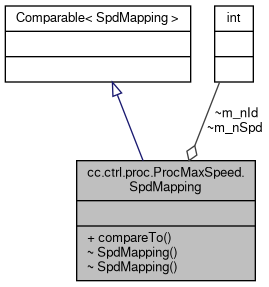 Comparable< SpdMapping >
int
~m_nId
~m_nSpd
cc.ctrl.proc.ProcMaxSpeed.
SpdMapping
+ compareTo()
~ SpdMapping()
~ SpdMapping()